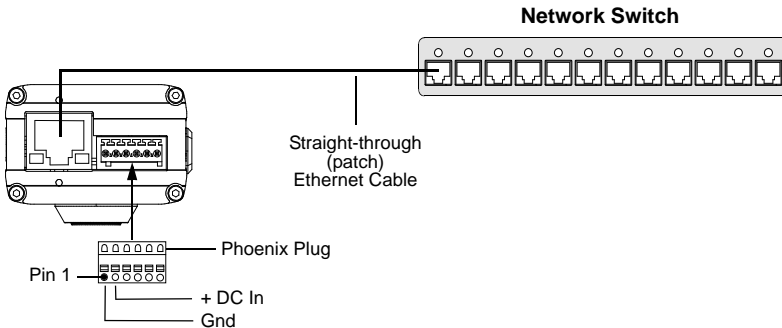 Network Switch
Straight-through
(patch)
Ethernet Cable
Phoenix Plug
Pin 1
+ DC In
Gnd